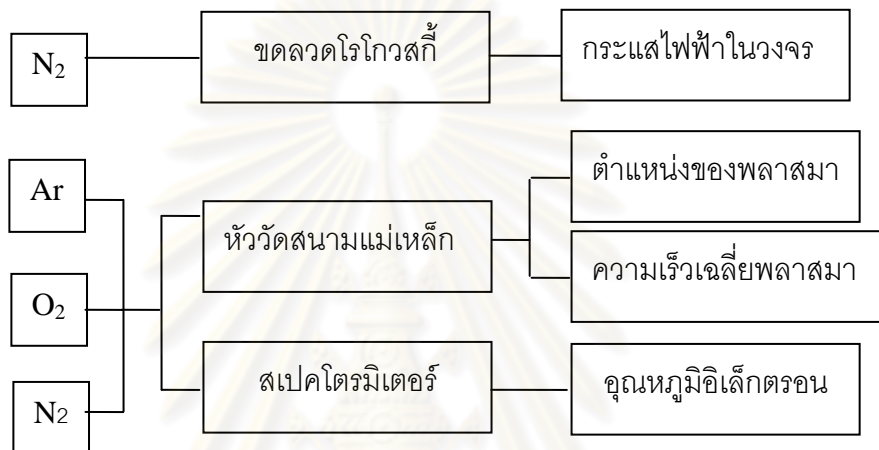 N₂
ขดลวดโรโกวสกี้
กระแสไฟฟ้าในวงจร
Ar
O₂
N2
หัววัดสนามแม่เหล็ก
ตำแหน่งของพลาสมา
ความเร็วเฉลี่ยพลาสมา
สเปคโตรมิเตอร์
อุณหภูมิอิเล็กตรอน